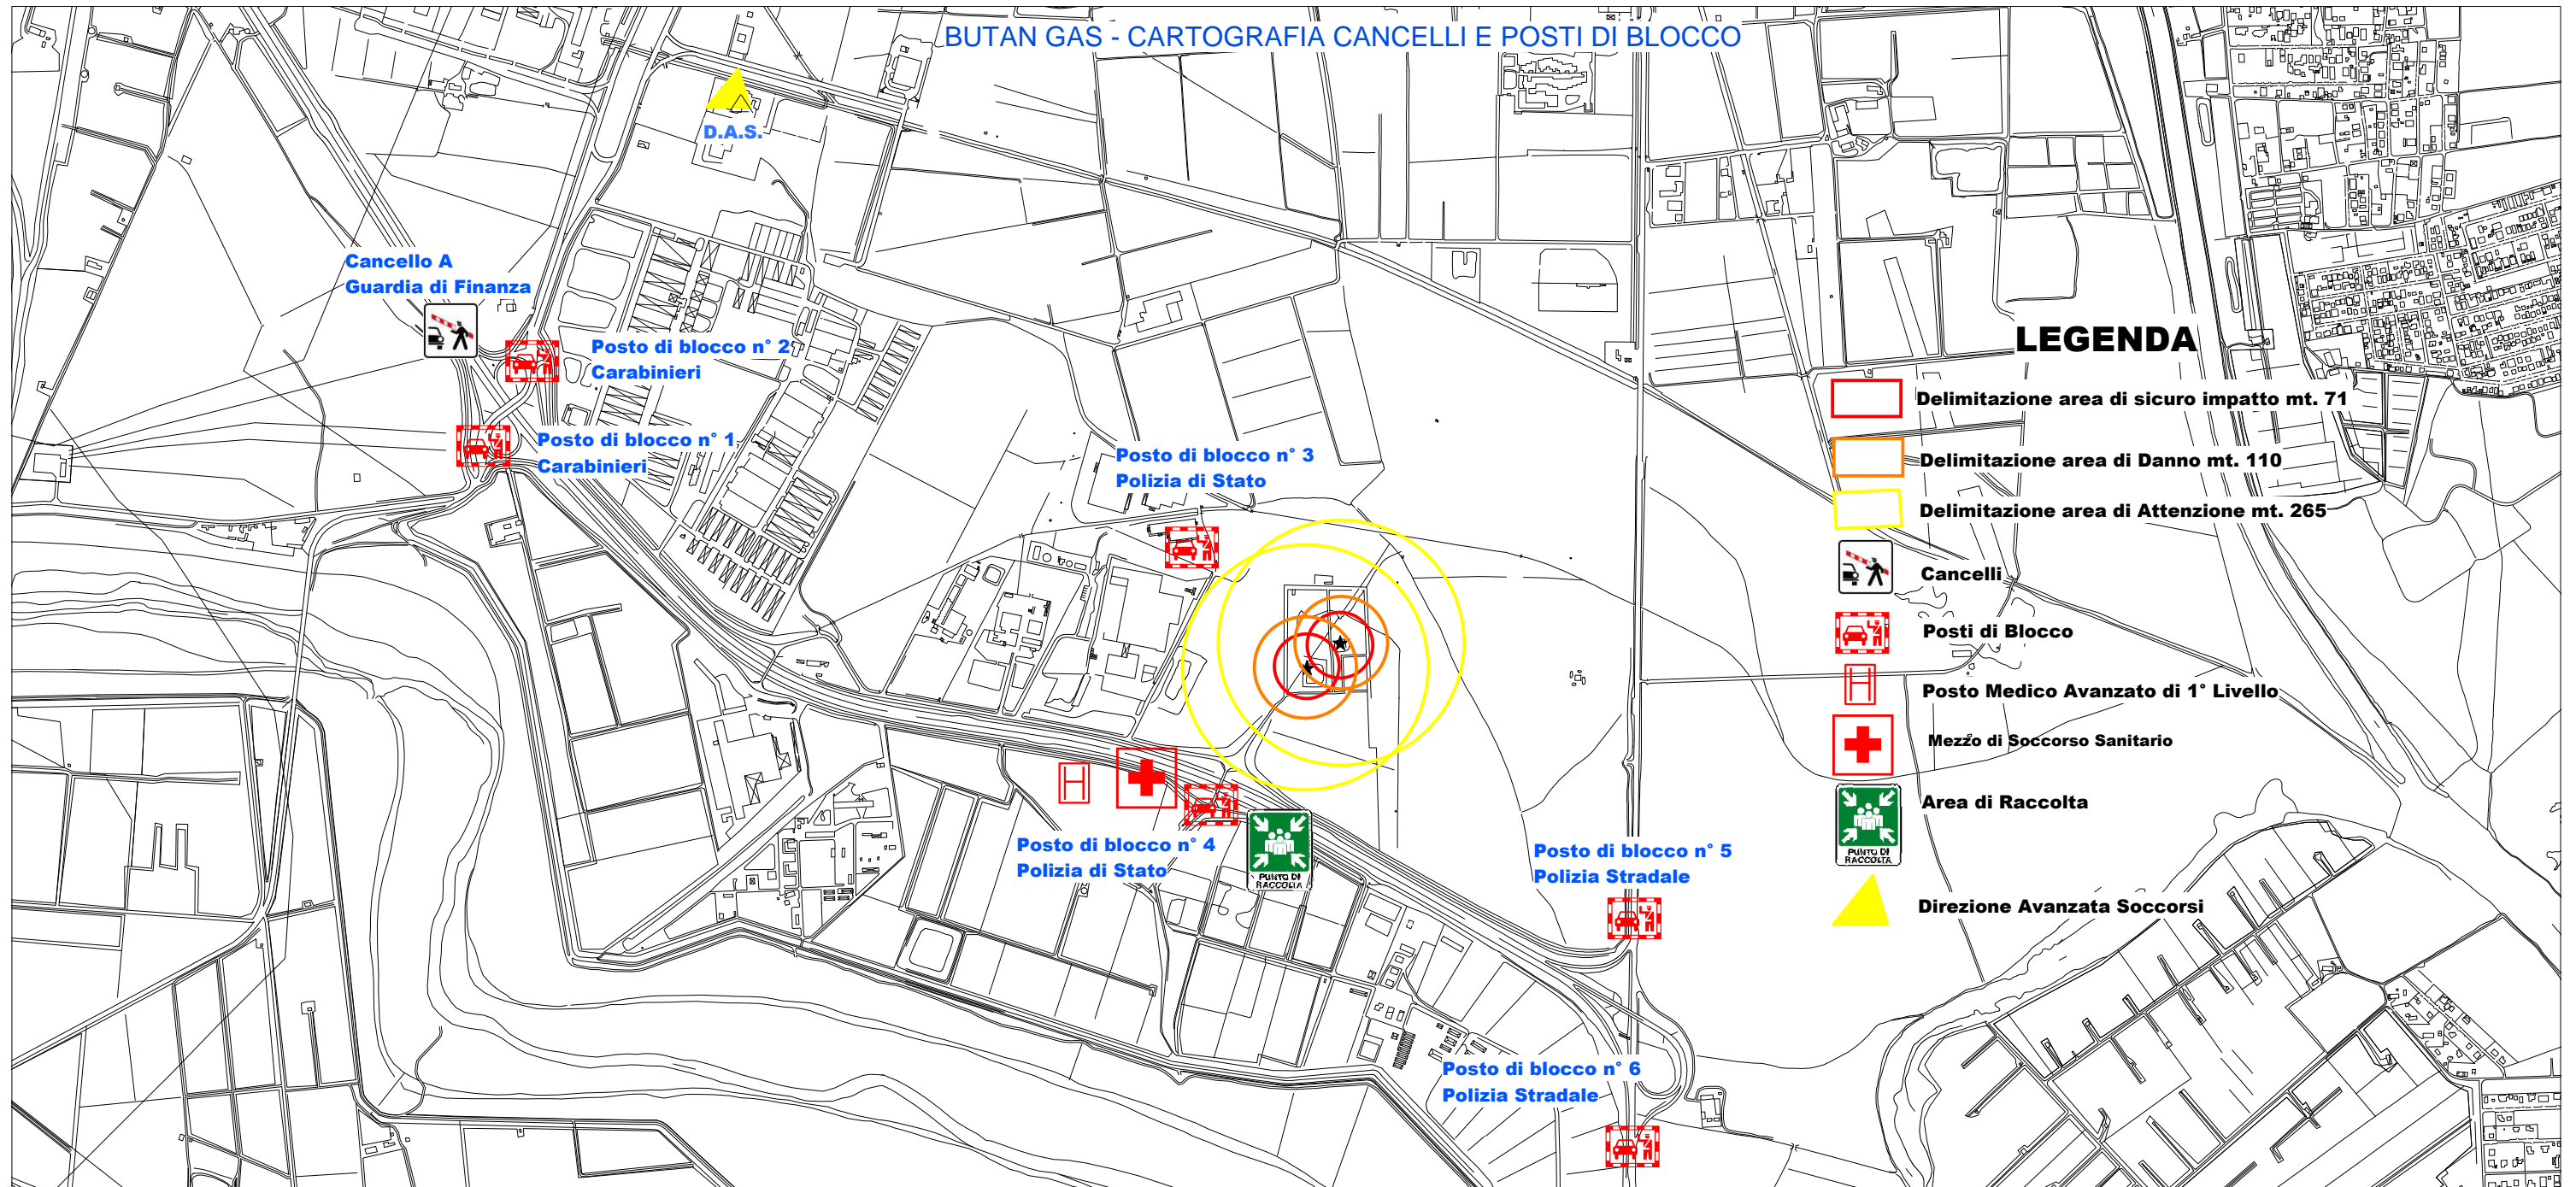 BUTAN GAS - CARTOGRAFIA CANCELLI E POSTI DI BLOCCO
D.A.S.
Cancello A
Guardia di Finanza
Posto di blocco n° 2
Carabinieri
Posto di blocco n° 1
Carabinieri
Posto di blocco n° 3
Polizia di Stato
Posto di blocco n° 4
Polizia di Stato
PUNTO DI
RACCOLTA
Posto di blocco n° 5
Polizia Stradale
Posto di blocco n° 6
Polizia Stradale
LEGENDA
Delimitazione area di sicuro impatto mt. 71
Delimitazione area di Danno mt. 110
Delimitazione area di Attenzione mt. 265
Cancelli
Posti di Blocco
H
Posto Medico Avanzato di 1° Livello
Mezzo di Soccorso Sanitario
Area di Raccolta
PUNTO DI
RACCOLTA
Direzione Avanzata Soccorsi
H